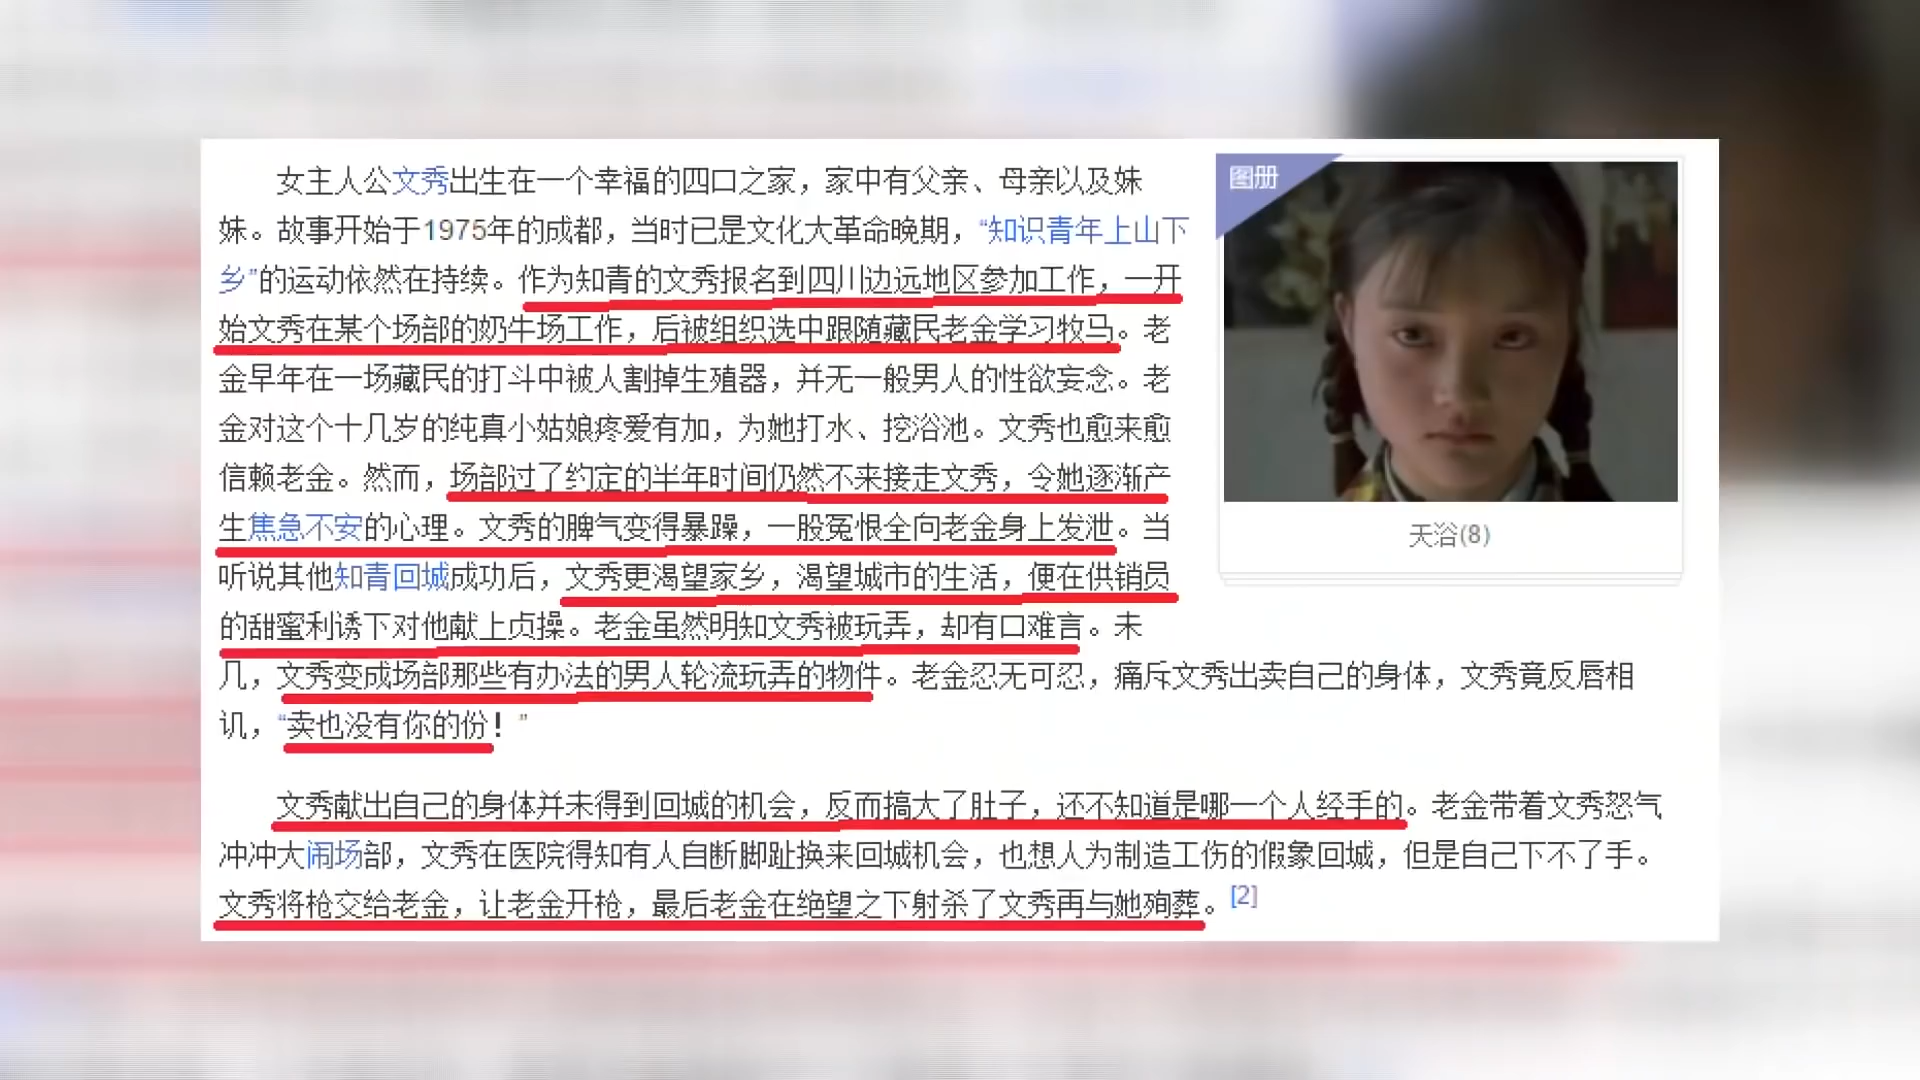 女主人公文秀出生在一个幸福的四口之家，家中有父亲、母亲以及妹
妹。故事开始于1975年的成都，当时已是文化大革命晚期，“知识青年上山下
乡”的运动依然在持续。作为知青的文秀报名到四川边远地区参加工作，一开
始文秀在某个场部的奶牛场工作，后被组织选中跟随藏民老金学习牧马。老
金早年在一场藏民的打斗中被人割掉生殖器，并无一般男人的性欲妄念。老
金对这个十几岁的纯真小姑娘疼爱有加，为她打水、挖浴池。文秀也愈来愈
信赖老金。然而，场部过了约定的半年时间仍然不来接走文秀，令她逐渐产
生焦急不安的心理。文秀的脾气变得暴躁，一股冤恨全向老金身上发泄。当
听说其他知青回城成功后，文秀更渴望家乡，渴望城市的生活，便在供销员
的甜蜜利诱下对他献上贞操。老金虽然明知文秀被玩弄，却有口难言。未
几，文秀变成场部那些有办法的男人轮流玩弄的物件。老金忍无可忍，痛斥文秀出卖自己的身体，文秀竟反唇相
讥，“卖也没有你的份！”
文秀献出自己的身体并未得到回城的机会，反而搞大了肚子，还不知道是哪一个人经手的。老金带着文秀怒气
冲冲大闹场部，文秀在医院得知有人自断脚趾换来回城机会，也想人为制造工伤的假象回城，但是自己下不了手。
文秀将枪交给老金，让老金开枪，最后老金在绝望之下射杀了文秀再与她殉葬。[2]
图册
天浴(8)